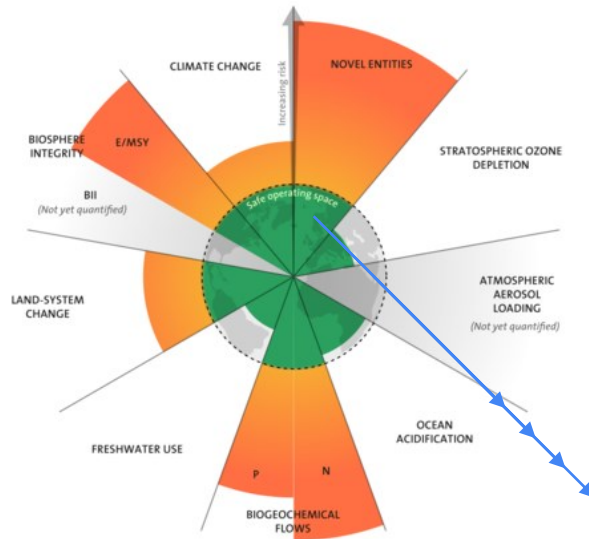 CLIMATE CHANGE
Increasing risk
NOVEL ENTITIES
STRATOSPHERIC OZONE
DEPLETION
ATMOSPHERIC
AEROSOL
LOADING
(Not yet quantified)
OCEAN
ACIDIFICATION
N
P
BIOGEOCHEMICAL
FLOWS
FRESHWATER USE
LAND-SYSTEM
CHANGE
BIOSPHERE
INTEGRITY
E/MSY
BII
(Not yet quantified)
Safe operating space